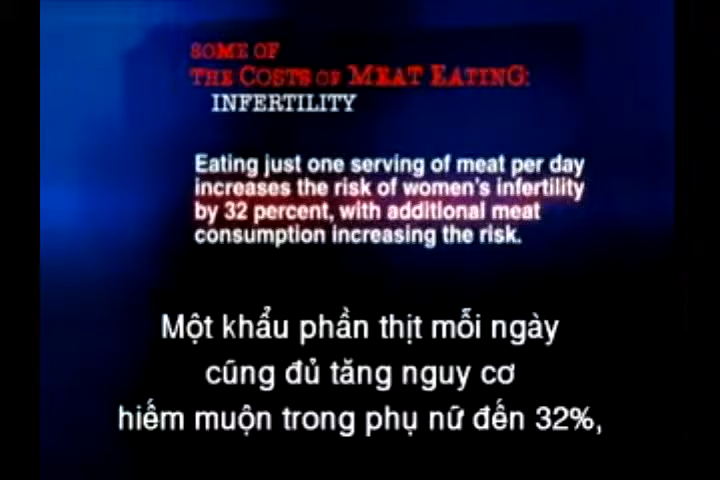 SOME OF
THE COSTS OF MEAT EATING:
INFERTILITY
Eating just one serving of meat per day
increases the risk of women's infertility
by 32 percent, with additional meat
consumption increasing the risk.
Một khẩu phần thịt mỗi ngày
cũng đủ tăng nguy cơ
hiếm muộn trong phụ nữ đến 32%,